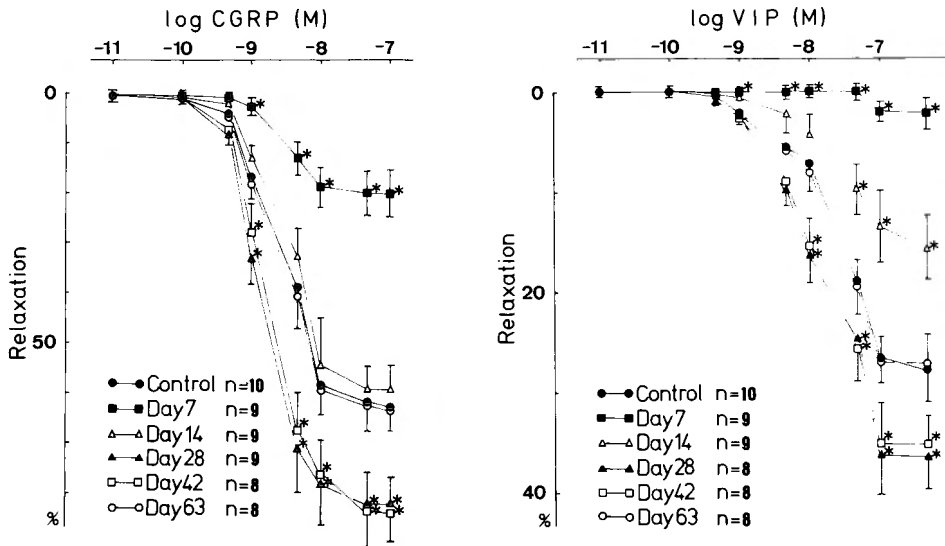 log CGRP (M)
-11 -10 -9 -8 -7
0
50
%
Relaxation
Control n=10
Day7 n=9
Day14 n=9
Day28 n=9
Day42 n=8
Day63 n=8
* * * * *
* * * * * * * *
log VIP (M)
-11 -10 -9 -8 -7
0
20
40
%
Relaxation
Control n=10
Day7 n=9
Day14 n=9
Day28 n=8
Day42 n=8
Day63 n=8
* * * * * *
* * *
* * * * * * * *